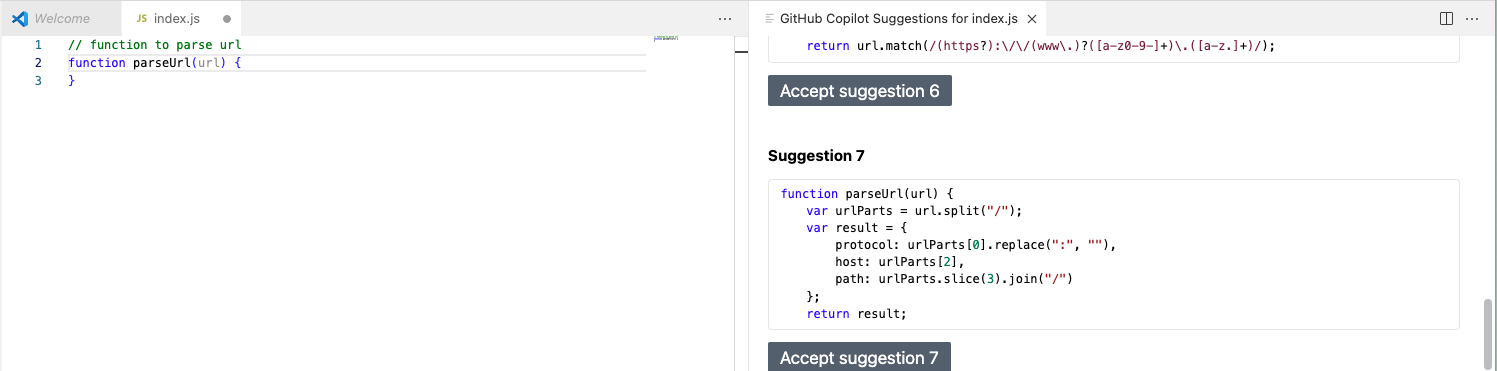 Welcome
JS index.js
1 // function to parse url
2 function parseUrl(url) {
3 }
GitHub Copilot Suggestions for index.js
return url.match(/(https?):\/\/(www\.)?([a-z0-9-]+)\.([a-z.]+)/);
Accept suggestion 6
Suggestion 7
function parseUrl(url) {
    var urlParts = url.split("/");
    var result = {
        protocol: urlParts[0].replace(":", ""),
        host: urlParts[2],
        path: urlParts.slice(3).join("/")
    };
    return result;
Accept suggestion 7